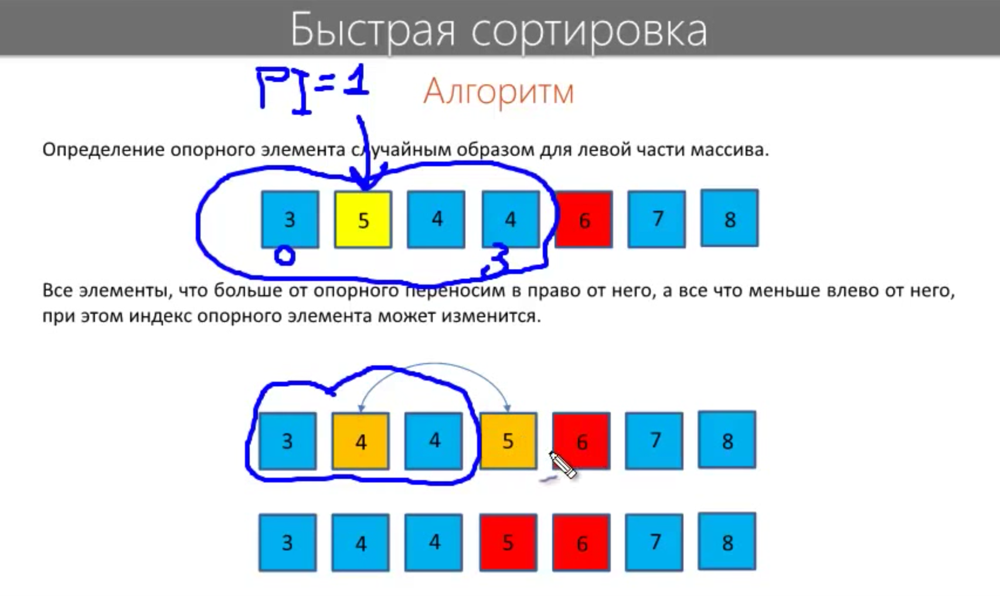 Быстрая сортировка
PI=1
Алгоритм
Определение опорного элемента случайным образом для левой части массива.
3 5 4 4 6 7 8
0 3
Все элементы, что больше от опорного переносим в право от него, а все что меньше влево от него,
при этом индекс опорного элемента может изменится.
3 4 4 5 6 7 8
3 4 4 5 6 7 8